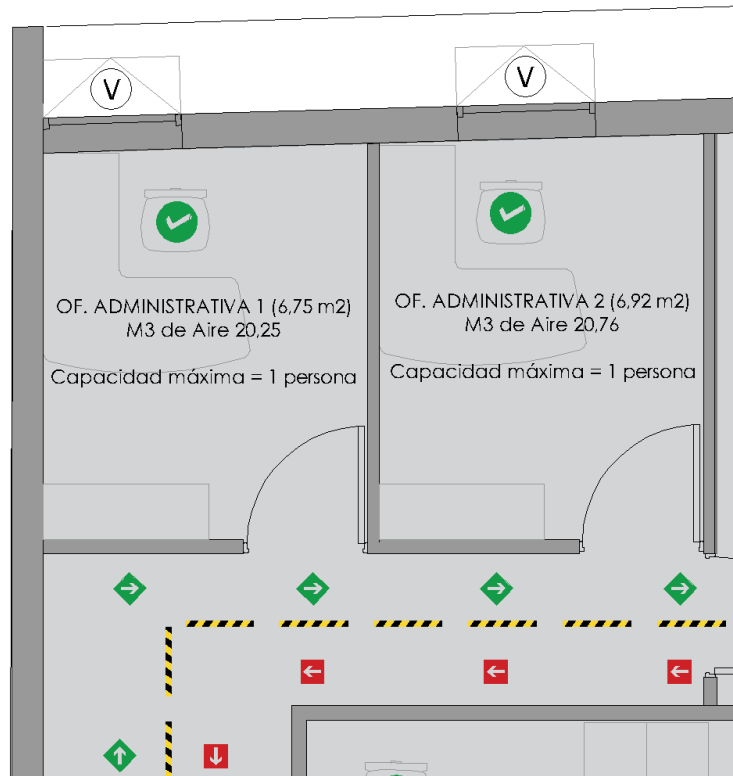 V
V
OF. ADMINISTRATIVA 1 (6,75 m2)
M3 de Aire 20,25
Capacidad máxima = 1 persona
OF. ADMINISTRATIVA 2 (6,92 m2)
M3 de Aire 20,76
Capacidad máxima = 1 persona